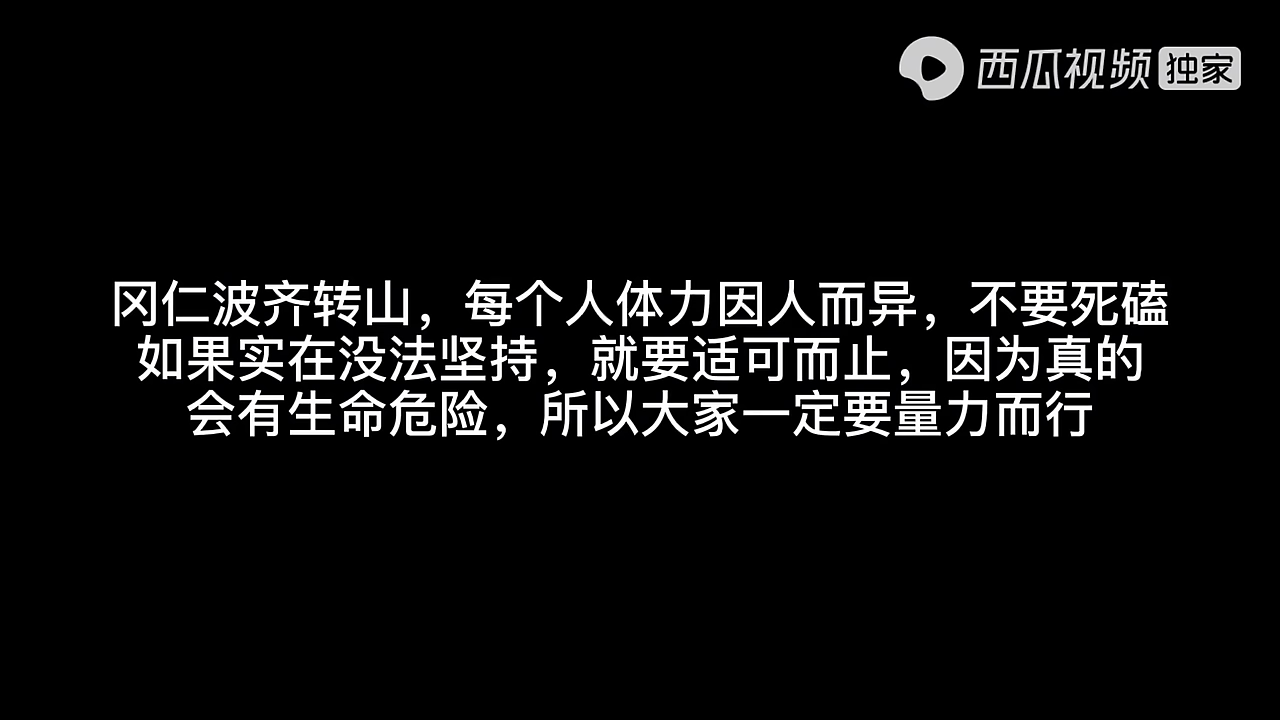 西瓜视频 独家
冈仁波齐转山，每个人体力因人而异，不要死磕
如果实在没法坚持，就要适可而止，因为真的
会有生命危险，所以大家一定要量力而行